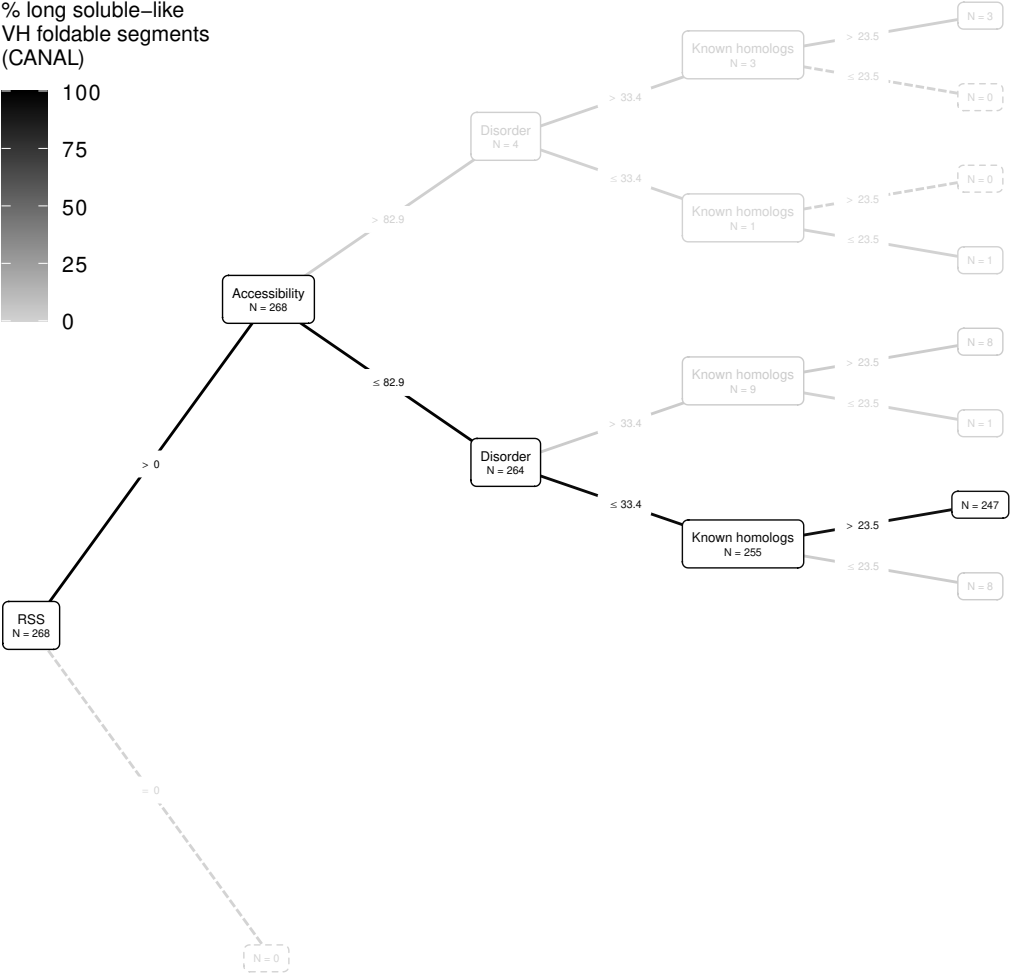 % long soluble−like
VH foldable segments
(CANAL)
100
75
50
25
0
N = 3
> 23.5
Known homologs
N = 3
≤ 23.5
N = 0
> 33.4
Disorder
N = 4
≤ 33.4
N = 0
> 23.5
Known homologs
N = 1
≤ 23.5
N = 1
> 82.9
Accessibility
N = 268
≤ 82.9
N = 8
> 23.5
Known homologs
N = 9
≤ 23.5
N = 1
> 33.4
Disorder
N = 264
≤ 33.4
N = 247
> 23.5
Known homologs
N = 255
≤ 23.5
N = 8
> 0
RSS
N = 268
= 0
N = 0